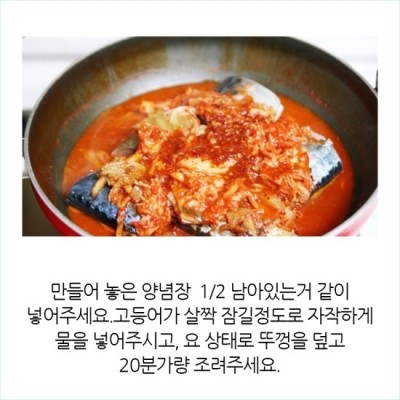 만들어 놓은 양념장 1/2 남아있는거 같이
넣어주세요.고등어가 살짝 잠길정도로 자작하게
물을 넣어주시고, 요 상태로 뚜껑을 덮고
20분가량 조려주세요.